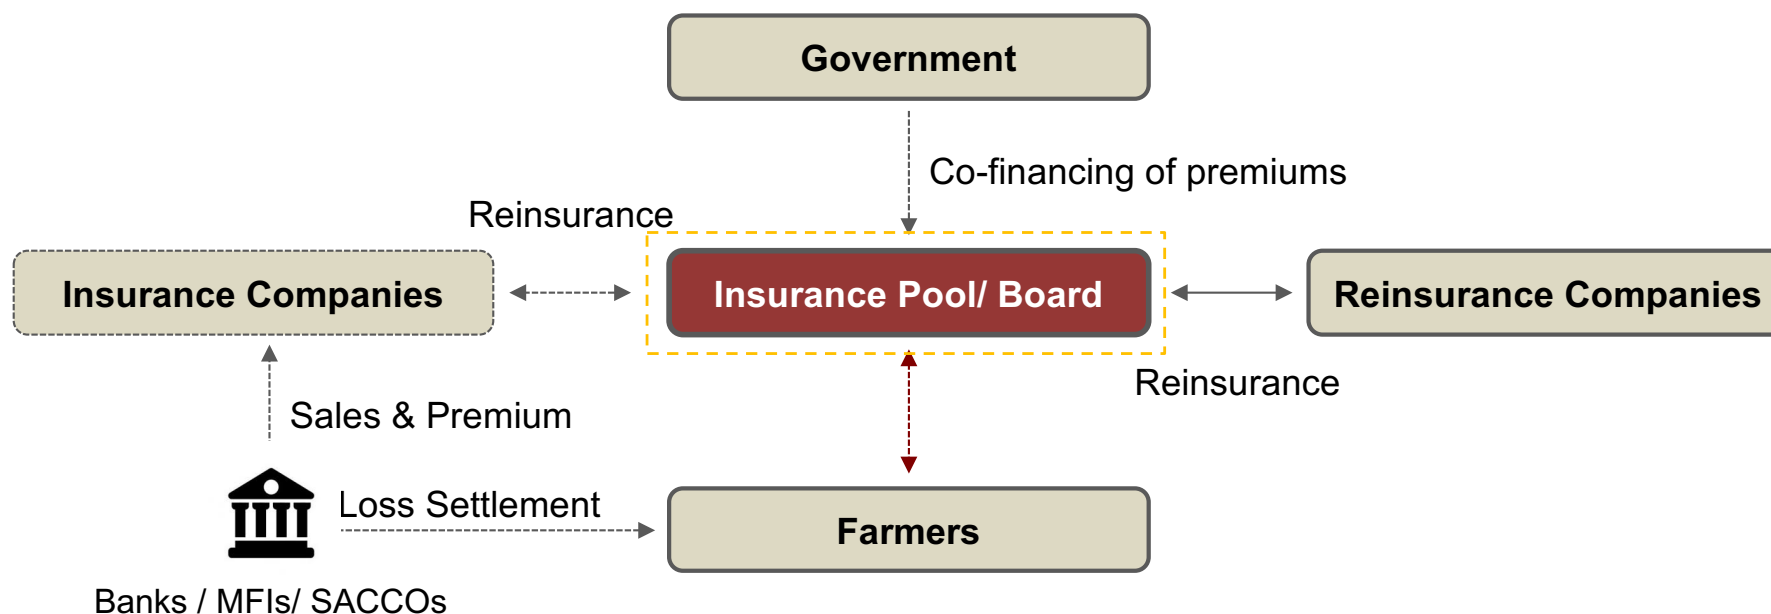 Government
Co-financing of premiums
Reinsurance
Insurance Companies
Insurance Pool/ Board
Reinsurance Companies
Reinsurance
Sales & Premium
Loss Settlement
Farmers
Banks / MFIs/ SACCOs